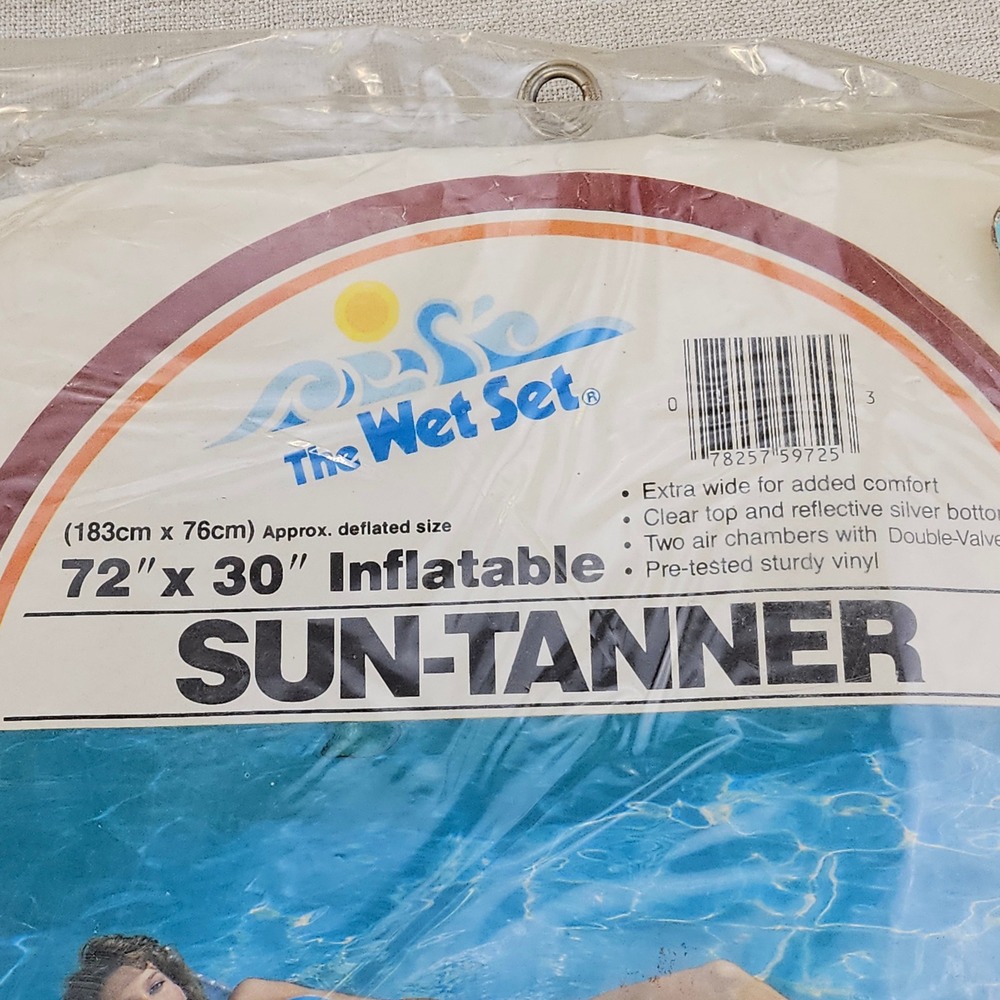 The Wet Set®
0 78257 59725 3
• Extra wide for added comfort
• Clear top and reflective silver
• Two air chambers with Double-Valve
• Pre-tested sturdy vinyl
(183cm x 76cm) Approx. deflated size
72" x 30" Inflatable
SUN-TANNER